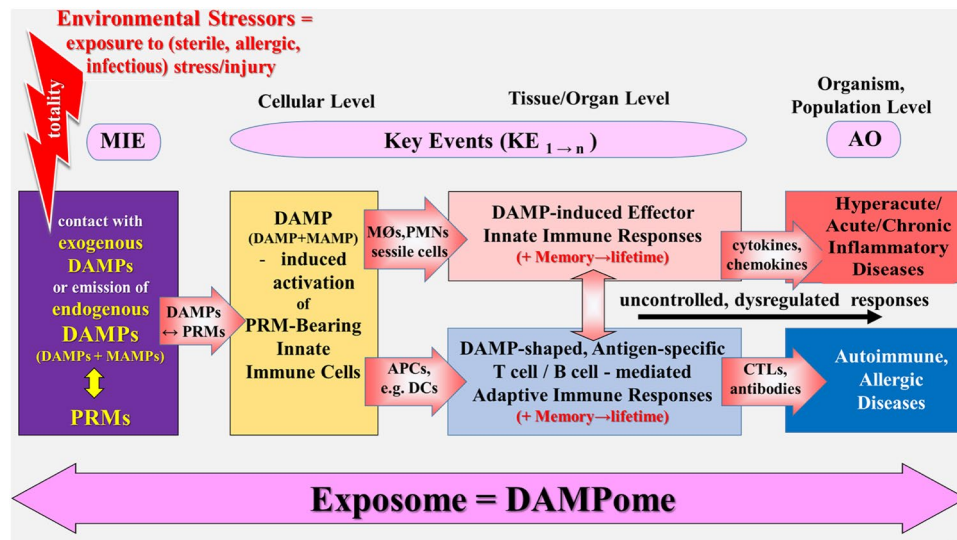 Environmental Stressors =
exposure to (sterile, allergic,
infectious) stress/injury
totality
Cellular Level
Tissue/Organ Level
Organism,
Population Level
MIE
Key Events (KE 1 → n )
AO
contact with
exogenous
DAMPs
or emission of
endogenous
DAMPs
(DAMPs + MAMPs)
PRMs
DAMPs
↔ PRMs
DAMP
(DAMP+MAMP)
- induced
activation
of
PRM-Bearing
Innate
Immune Cells
MØs,PMNs
sessile cells
APCs,
e.g. DCs
DAMP-induced Effector
Innate Immune Responses
(+ Memory→lifetime)
cytokines,
chemokines
Hyperacute/
Acute/Chronic
Inflammatory
Diseases
uncontrolled, dysregulated responses
DAMP-shaped, Antigen-specific
T cell / B cell - mediated
Adaptive Immune Responses
(+ Memory→lifetime)
CTLs,
antibodies
Autoimmune,
Allergic
Diseases
Exposome = DAMPome